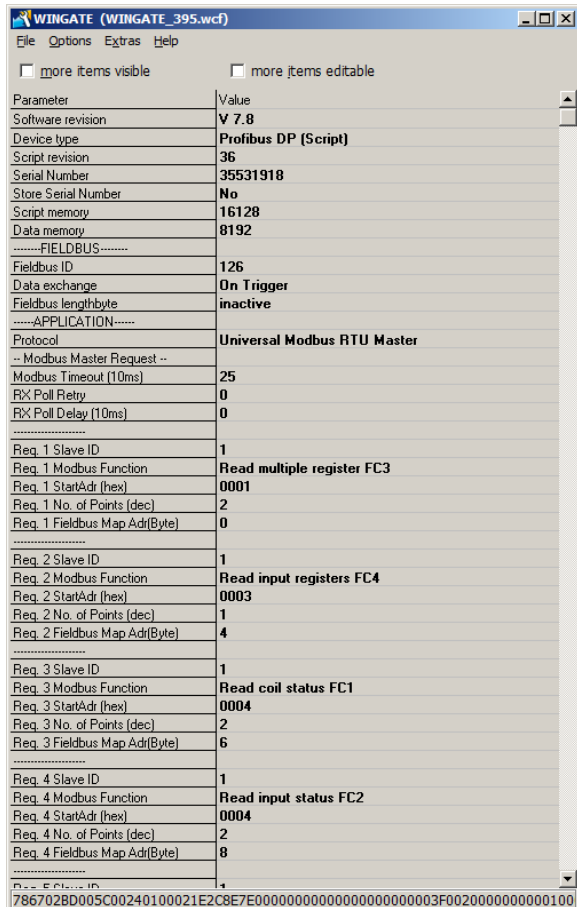 WINGATE (WINGATE_395.wcf)
File Options Extras Help
more items visible more items editable
Parameter Value
Software revision V 7.8
Device type Profibus DP (Script)
Script revision 36
Serial Number 35531918
Store Serial Number No
Script memory 16128
Data memory 8192
--------FIELDBUS--------
Fieldbus ID 126
Data exchange On Trigger
Fieldbus lengthbyte inactive
------APPLICATION------
Protocol Universal Modbus RTU Master
-- Modbus Master Request --
Modbus Timeout (10ms) 25
RX Poll Retry 0
RX Poll Delay (10ms) 0
---------------------
Req. 1 Slave ID 1
Req. 1 Modbus Function Read multiple register FC3
Req. 1 StartAdr (hex) 0001
Req. 1 No. of Points (dec) 2
Req. 1 Fieldbus Map Adr(Byte) 0
---------------------
Req. 2 Slave ID 1
Req. 2 Modbus Function Read input registers FC4
Req. 2 StartAdr (hex) 0003
Req. 2 No. of Points (dec) 1
Req. 2 Fieldbus Map Adr(Byte) 4
---------------------
Req. 3 Slave ID 1
Req. 3 Modbus Function Read coil status FC1
Req. 3 StartAdr (hex) 0004
Req. 3 No. of Points (dec) 2
Req. 3 Fieldbus Map Adr(Byte) 6
---------------------
Req. 4 Slave ID 1
Req. 4 Modbus Function Read input status FC2
Req. 4 StartAdr (hex) 0004
Req. 4 No. of Points (dec) 2
Req. 4 Fieldbus Map Adr(Byte) 8
---------------------
Req. 5 Slave ID 1